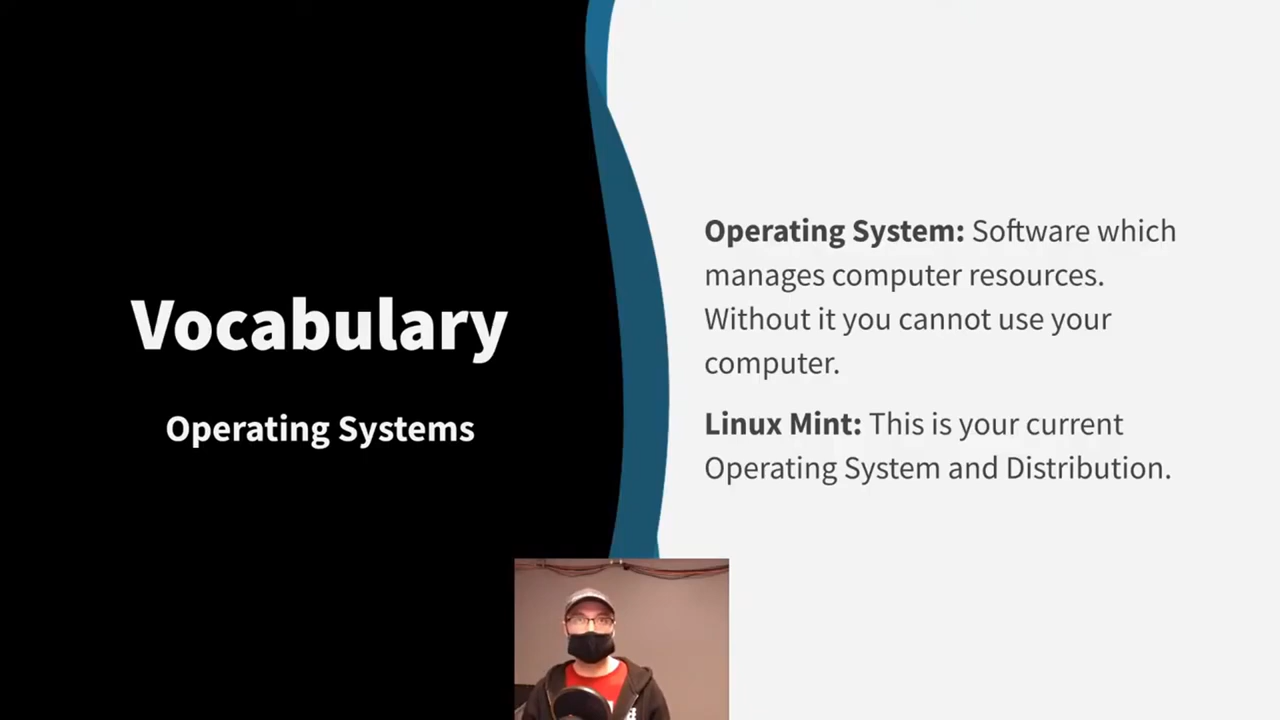 Vocabulary
Operating Systems
Operating System: Software which
manages computer resources.
Without it you cannot use your
computer.
Linux Mint: This is your current
Operating System and Distribution.